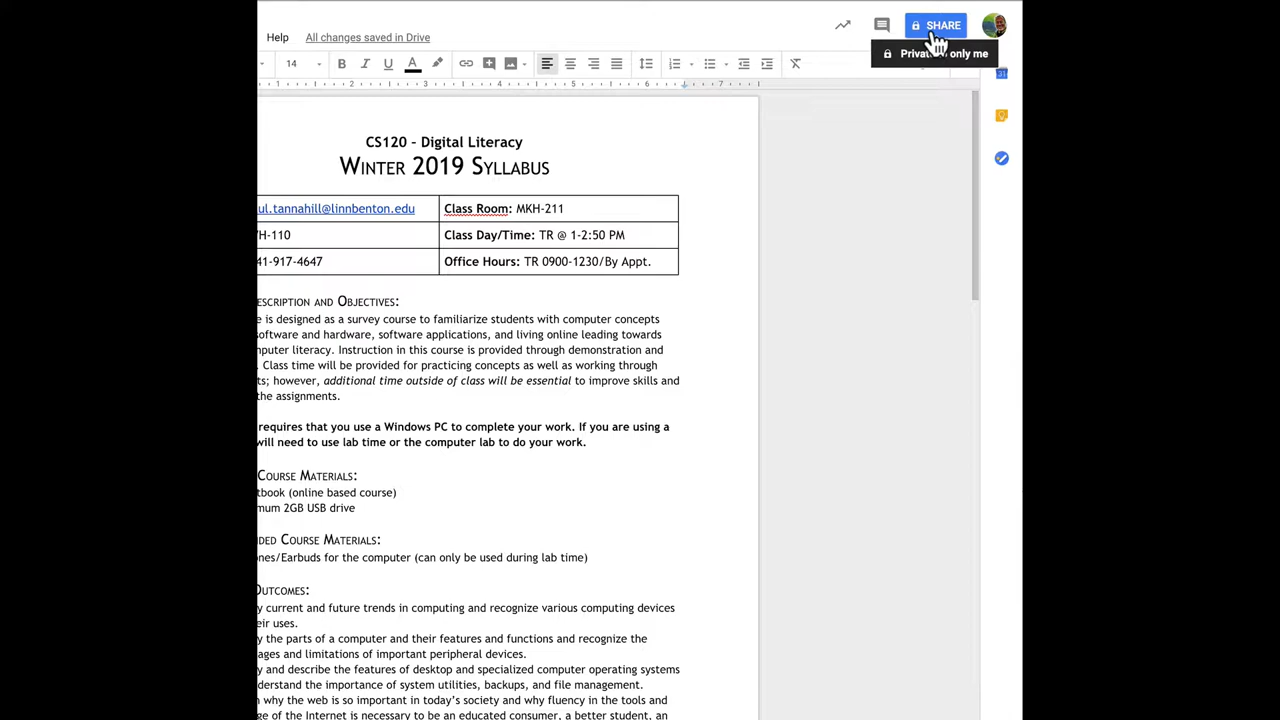 SHARE
Help All changes saved in Drive
only me
14 B I U A
1 2 3 4 5 6 7
31
CS120 – Digital Literacy
Winter 2019 Syllabus
ul.tannahill@linnbenton.edu Class Room: MKH-211
H-110 Class Day/Time: TR @ 1-2:50 PM
41-917-4647 Office Hours: TR 0900-1230/By Appt.
escription and Objectives:
e is designed as a survey course to familiarize students with computer concepts
software and hardware, software applications, and living online leading towards
mputer literacy. Instruction in this course is provided through demonstration and
. Class time will be provided for practicing concepts as well as working through
ts; however, additional time outside of class will be essential to improve skills and
the assignments.
requires that you use a Windows PC to complete your work. If you are using a
will need to use lab time or the computer lab to do your work.
Course Materials:
tbook (online based course)
mum 2GB USB drive
ded Course Materials:
ones/Earbuds for the computer (can only be used during lab time)
Outcomes:
y current and future trends in computing and recognize various computing devices
eir uses.
y the parts of a computer and their features and functions and recognize the
ages and limitations of important peripheral devices.
y and describe the features of desktop and specialized computer operating systems
nderstand the importance of system utilities, backups, and file management.
n why the web is so important in today's society and why fluency in the tools and
ge of the Internet is necessary to be an educated consumer, a better student, an